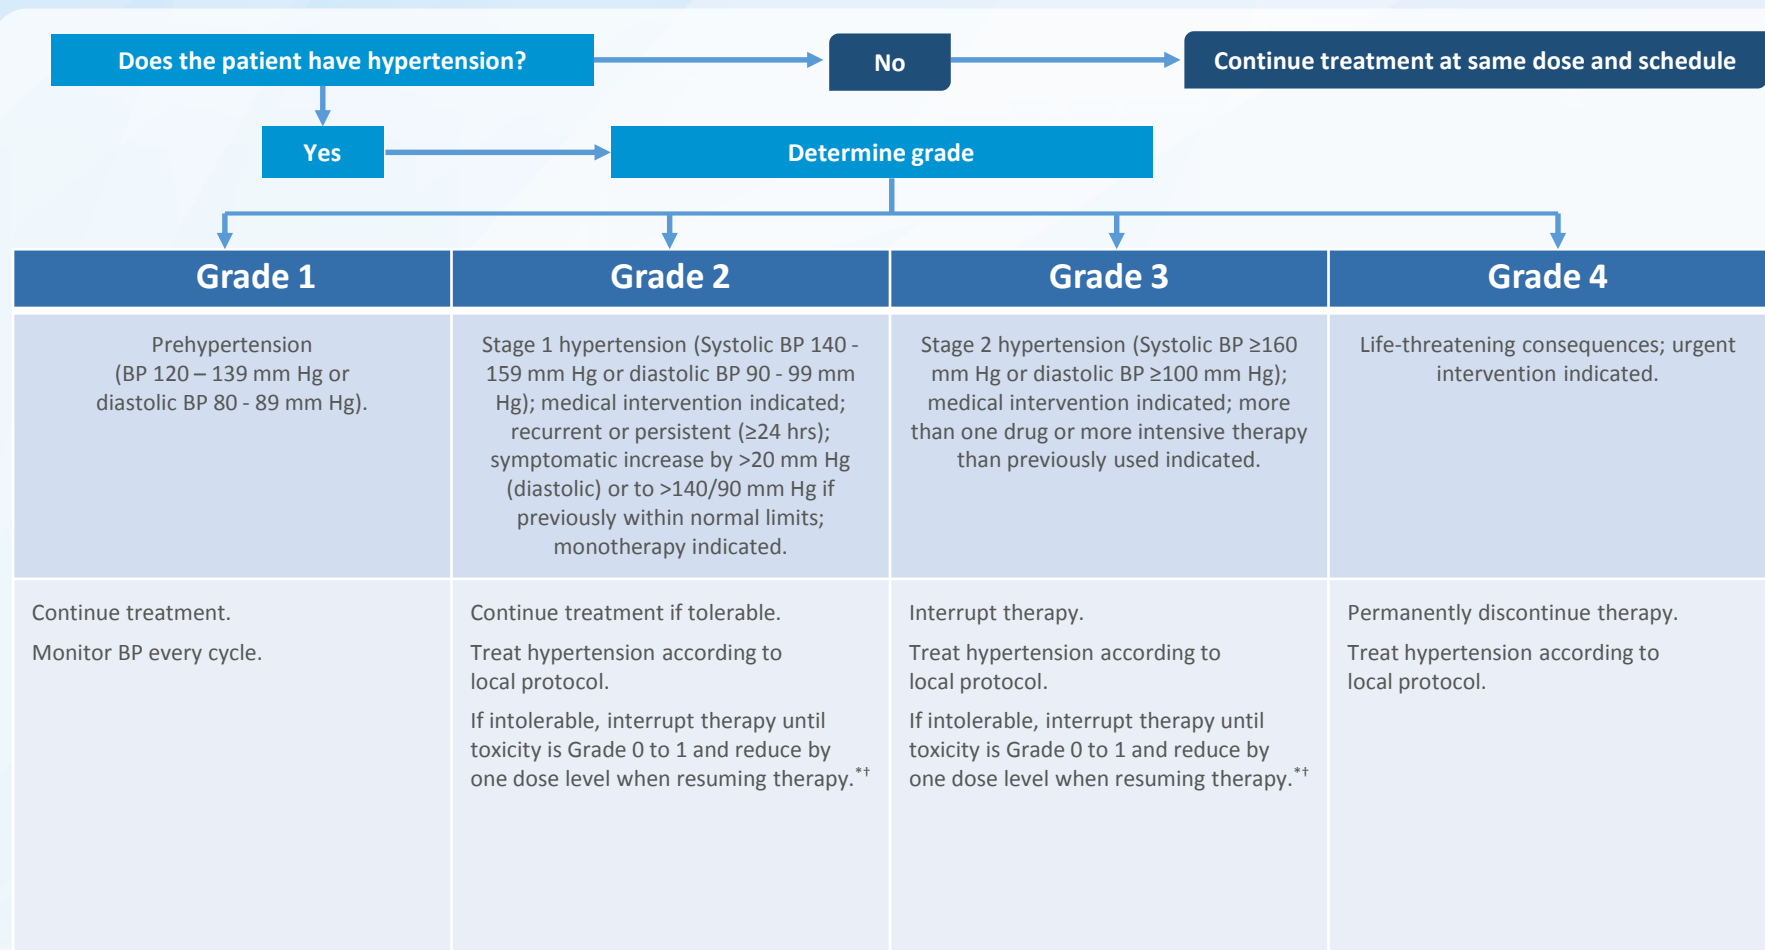 Does the patient have hypertension?
No
Continue treatment at same dose and schedule
Yes
Determine grade
Grade 1
Grade 2
Grade 3
Grade 4
Prehypertension
(BP 120 – 139 mm Hg or
diastolic BP 80 - 89 mm Hg).
Stage 1 hypertension (Systolic BP 140 -
159 mm Hg or diastolic BP 90 - 99 mm
Hg); medical intervention indicated;
recurrent or persistent (≥24 hrs);
symptomatic increase by >20 mm Hg
(diastolic) or to >140/90 mm Hg if
previously within normal limits;
monotherapy indicated.
Stage 2 hypertension (Systolic BP ≥160
mm Hg or diastolic BP ≥100 mm Hg);
medical intervention indicated; more
than one drug or more intensive therapy
than previously used indicated.
Life-threatening consequences; urgent
intervention indicated.
Continue treatment.
Monitor BP every cycle.
Continue treatment if tolerable.
Treat hypertension according to
local protocol.
If intolerable, interrupt therapy until
toxicity is Grade 0 to 1 and reduce by
one dose level when resuming therapy.*†
Interrupt therapy.
Treat hypertension according to
local protocol.
If intolerable, interrupt therapy until
toxicity is Grade 0 to 1 and reduce by
one dose level when resuming therapy.*†
Permanently discontinue therapy.
Treat hypertension according to
local protocol.